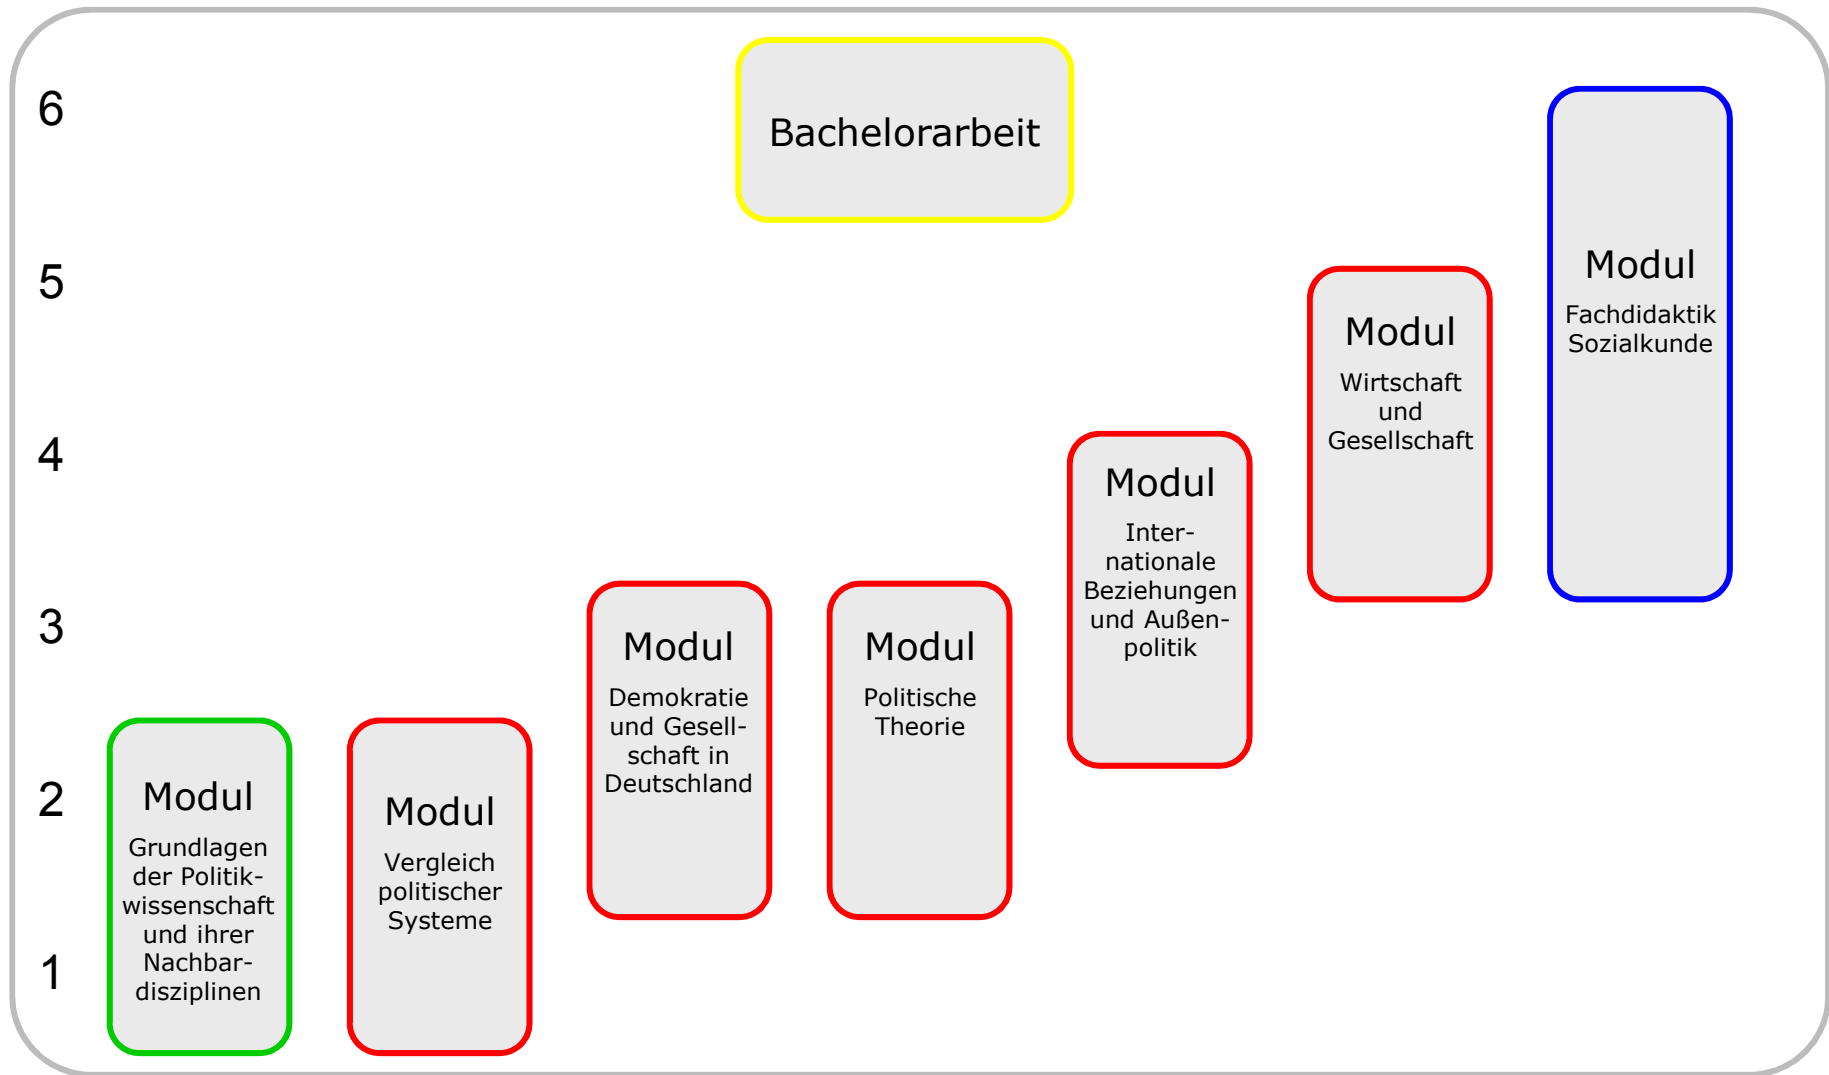 6
Bachelorarbeit
5
Modul
Fachdidaktik
Sozialkunde
Modul
Wirtschaft
und
Gesellschaft
4
Modul
Inter-
nationale
Beziehungen
und Außen-
politik
3
Modul
Demokratie
und Gesell-
schaft in
Deutschland
Modul
Politische
Theorie
2
Modul
Grundlagen
der Politik-
wissenschaft
und ihrer
Nachbar-
disziplinen
Modul
Vergleich
politischer
Systeme
1